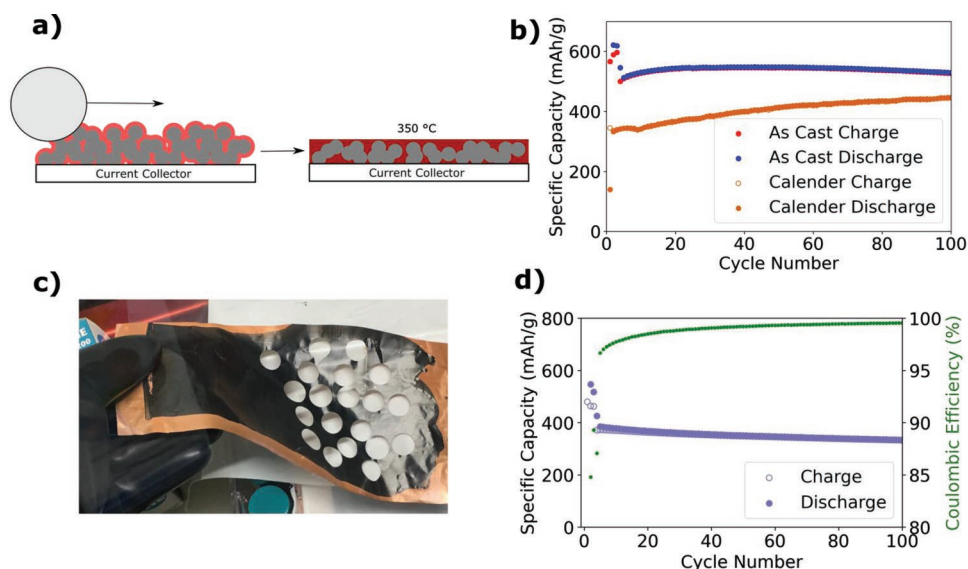 a)
350 °C
Current Collector
Current Collector
b)
Specific Capacity (mAh/g)
600
400
200
0
0
20
40
60
80
100
Cycle Number
As Cast Charge
As Cast Discharge
Calender Charge
Calender Discharge
c)
d)
Specific Capacity (mAh/g)
800
600
400
200
0
0
20
40
60
80
100
Cycle Number
Charge
Discharge
100
95
90
85
80
Coulombic Efficiency (%)